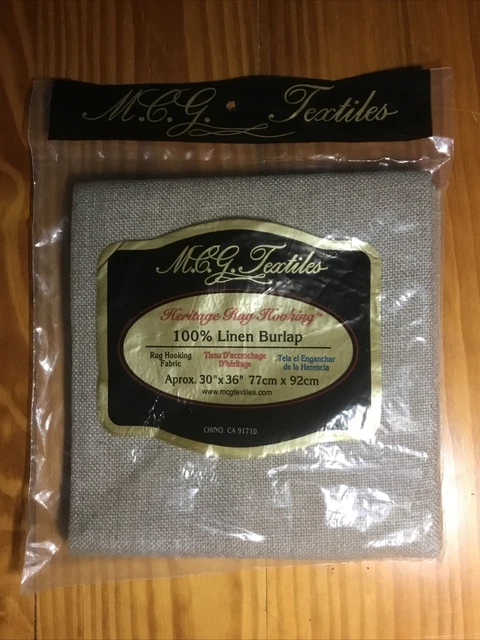 M.C.G. Textiles
M.C.G. Textiles
Heritage Rug Hooking™
100% Linen Burlap
Rug Hooking
Fabric
Tissu D'accrochage
D'héritage
Tela el Enganchar
de la Herencia
Aprox. 30"x 36" 77cm x 92cm
www.mcgtextiles.com
CHINO, CA 91710